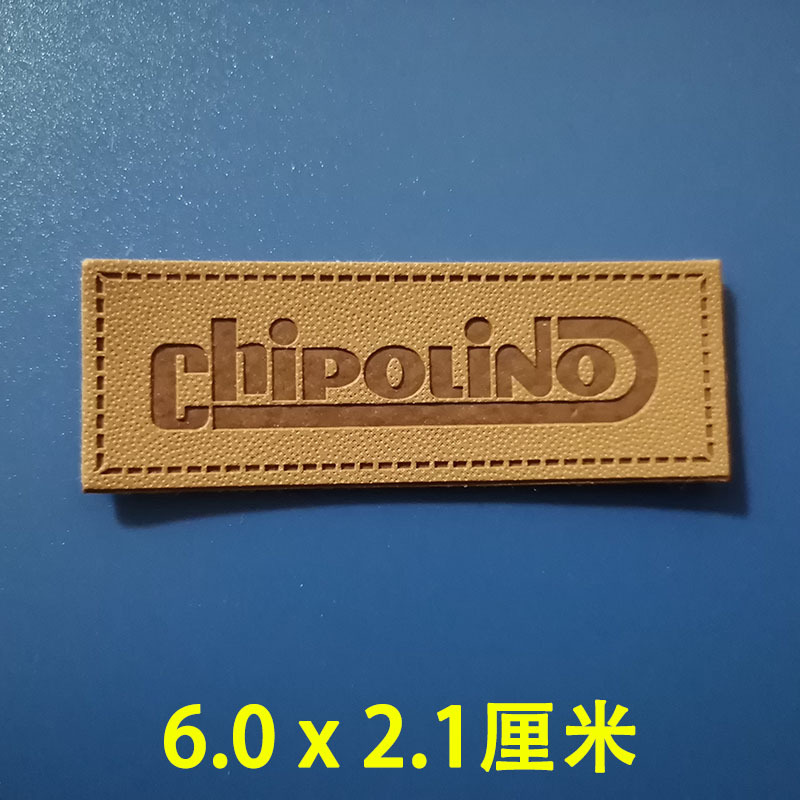 chipolino
6.0 x 2.1厘米